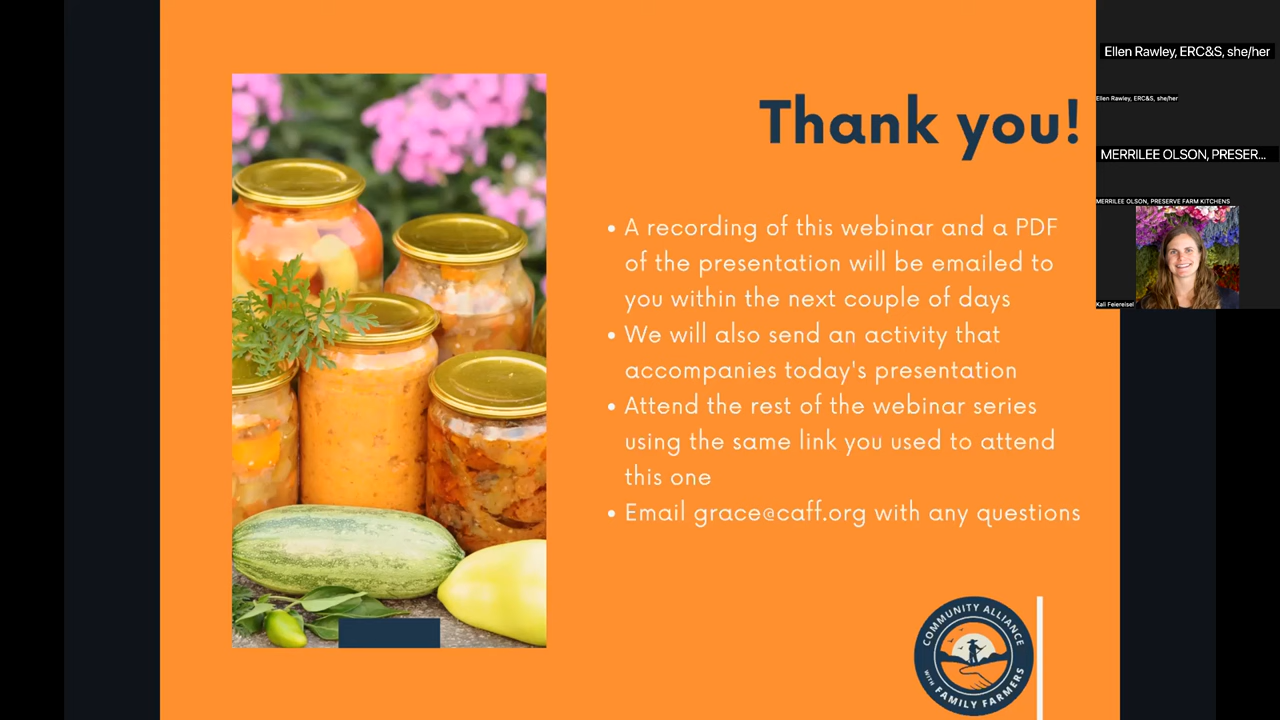 Thank you!
• A recording of this webinar and a PDF
of the presentation will be emailed to
you within the next couple of days
• We will also send an activity that
accompanies today's presentation
• Attend the rest of the webinar series
using the same link you used to attend
this one
• Email grace@caff.org with any questions
COMMUNITY ALLIANCE
WITH
FAMILY FARMERS
Ellen Rawley, ERC&S, she/her
Ellen Rawley, ERC&S, she/her
MERRILEE OLSON, PRESER...
MERRILEE OLSON, PRESERVE FARM KITCHENS
Kali Feiereisel